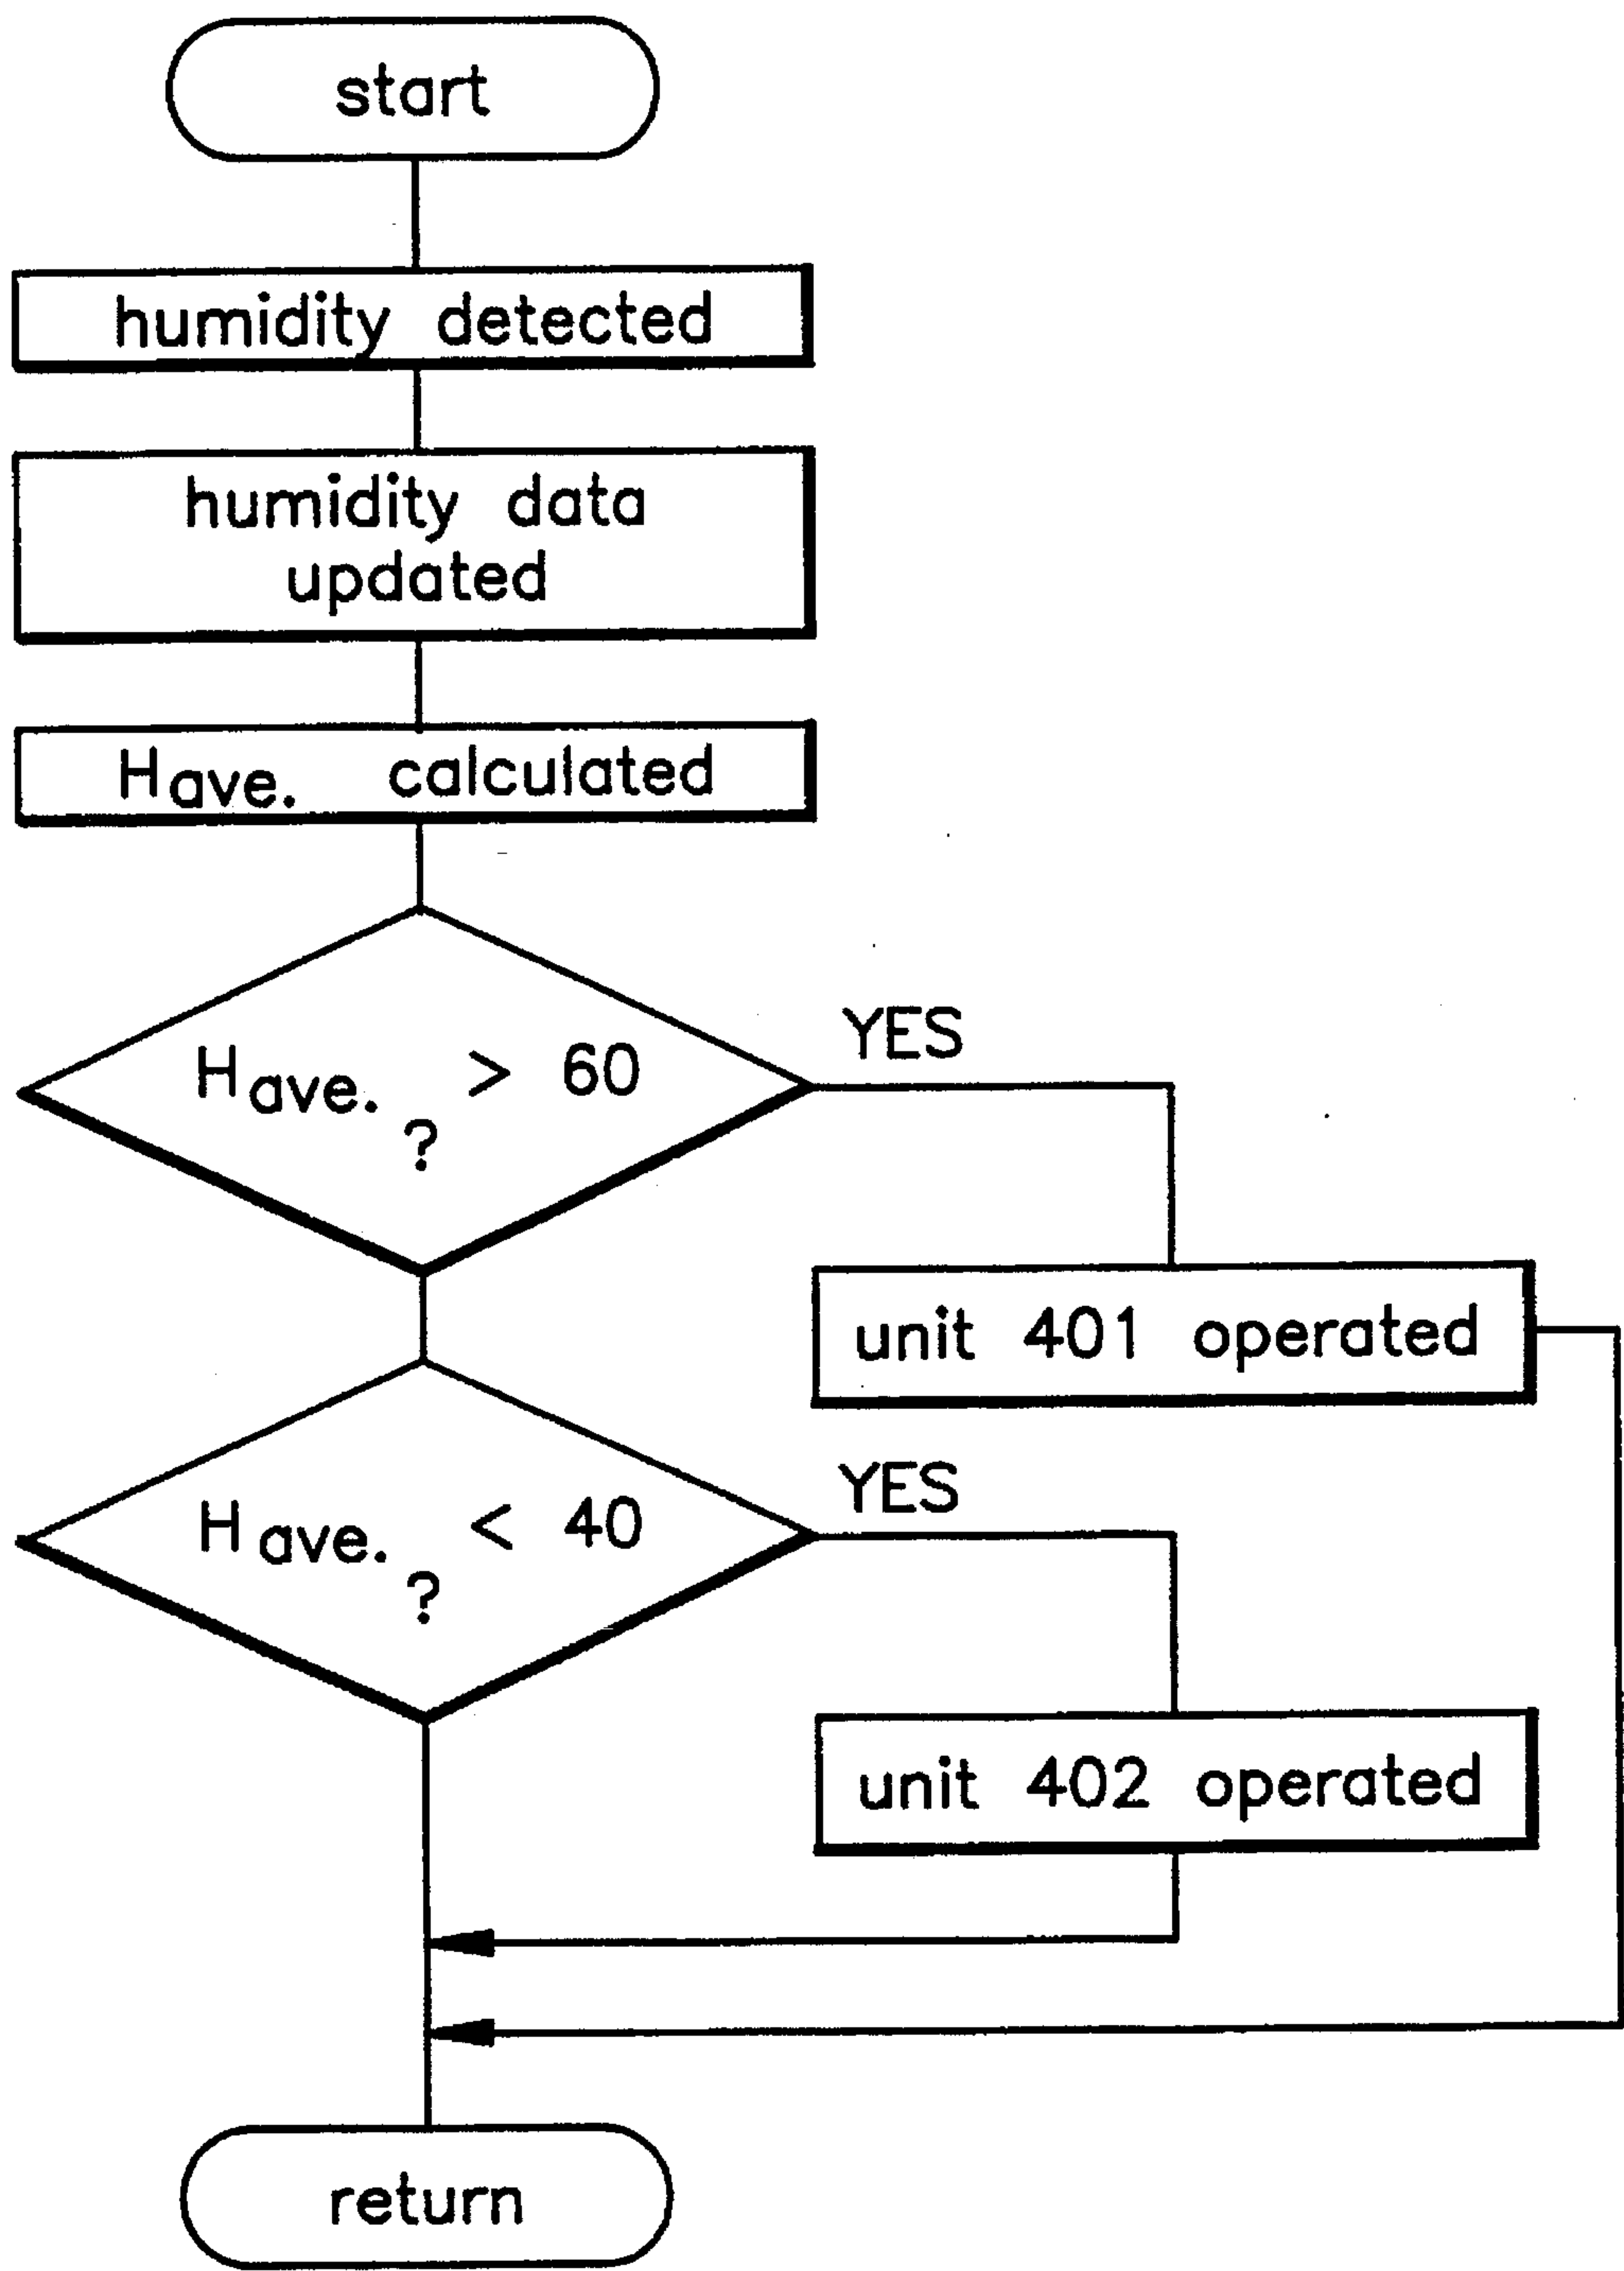 start
humidity detected
humidity data
updated
Have. calculated
Have. > 60
?
YES
unit 401 operated
Have. < 40
?
YES
unit 402 operated
return